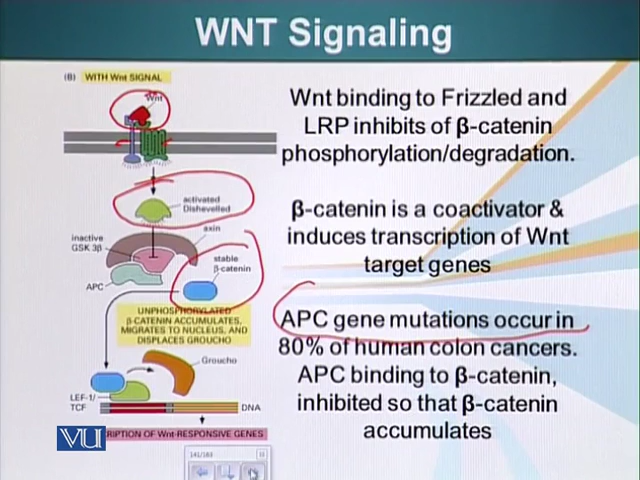 WNT Signaling
(B) WITH Wnt SIGNAL
Wnt
activated
Dishevelled
axin
inactive
GSK 3β
stable
β-catenin
APC
UNPHOSPHORYLATED
β-CATENIN ACCUMULATES,
MIGRATES TO NUCLEUS, AND
DISPLACES GROUCHO
Groucho
LEF-1/
TCF
DNA
RIPTION OF Wnt-RESPONSIVE GENES
VU
141/163
Wnt binding to Frizzled and
LRP inhibits of β-catenin
phosphorylation/degradation.
β-catenin is a coactivator &
induces transcription of Wnt
target genes
APC gene mutations occur in
80% of human colon cancers.
APC binding to β-catenin,
inhibited so that β-catenin
accumulates